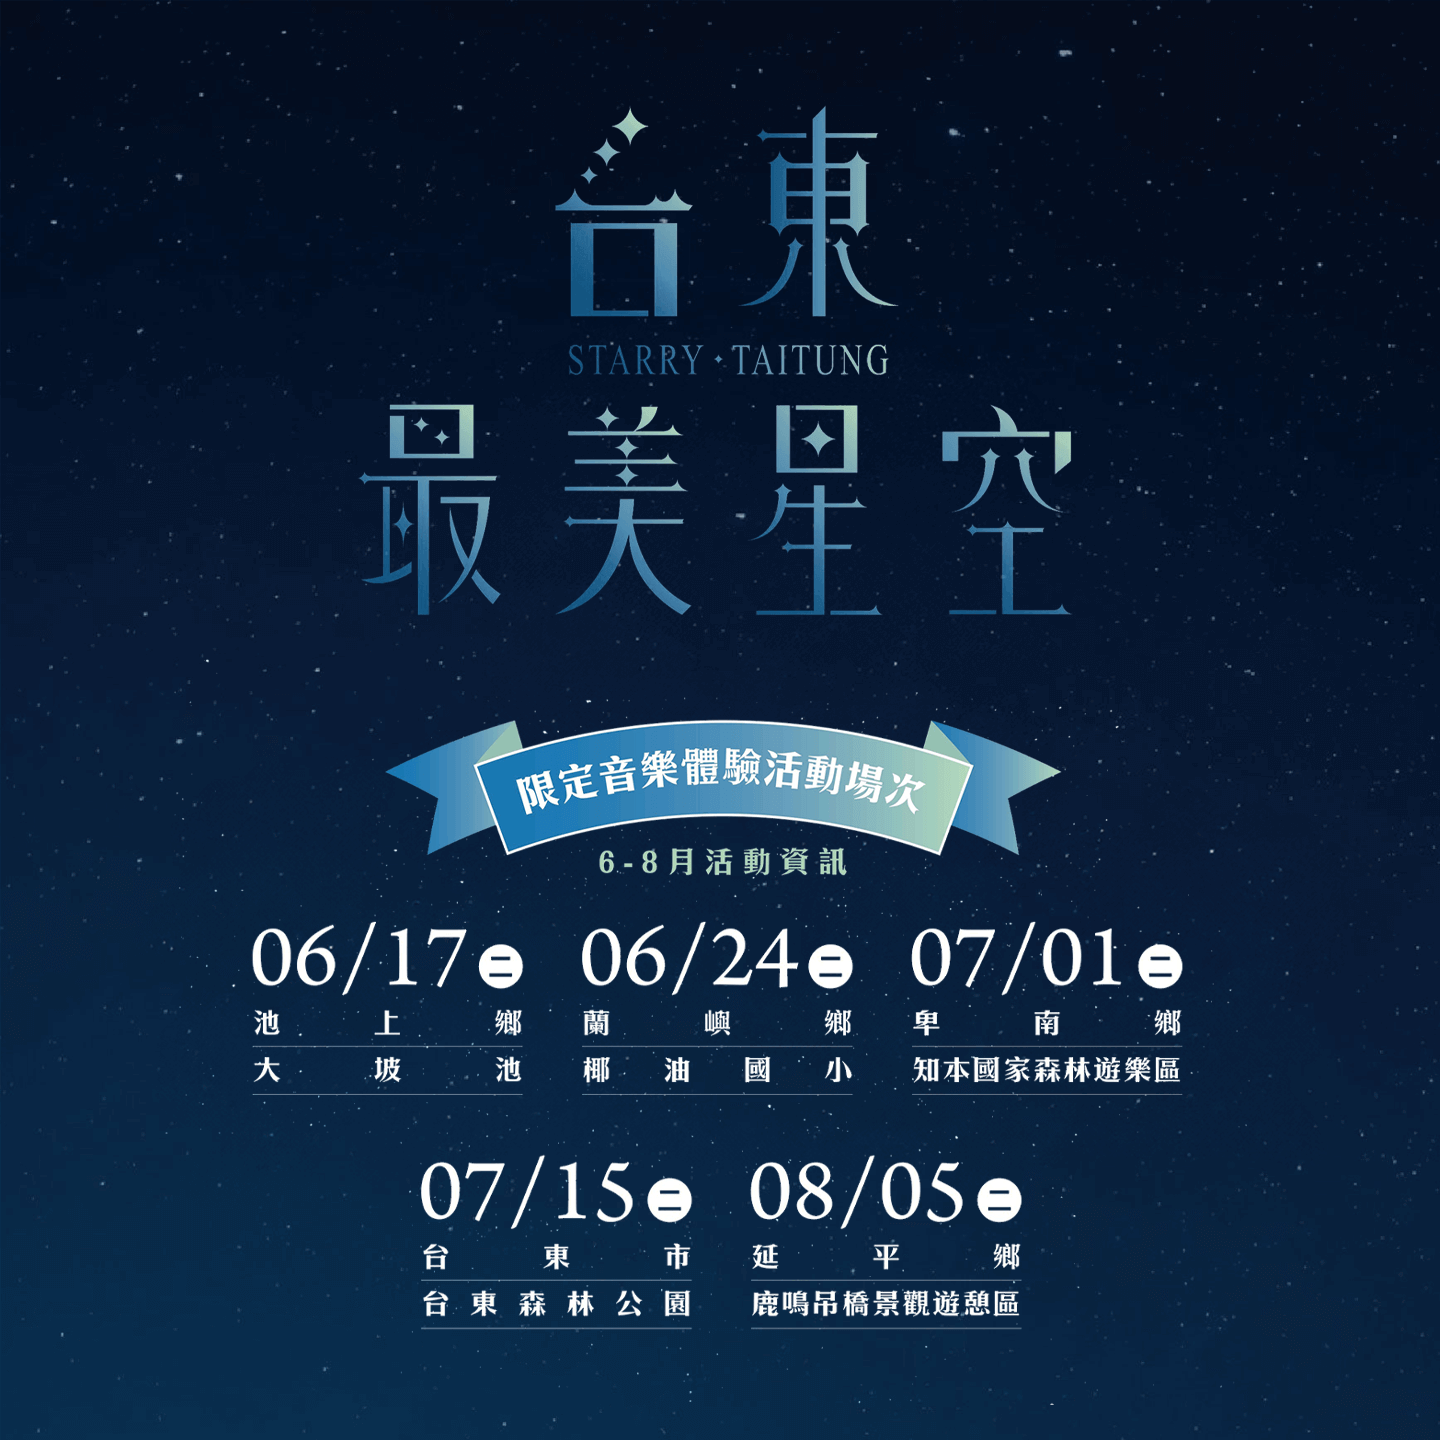 台東
STARRY · TAITUNG
最美星空
限定音樂體驗活動場次
6-8月活動資訊
06/17 二
池上鄉
大坡池
06/24 二
蘭嶼鄉
椰油國小
07/01 二
卑南鄉
知本國家森林遊樂區
07/15 二
台東市
台東森林公園
08/05 二
延平鄉
鹿鳴吊橋景觀遊憩區